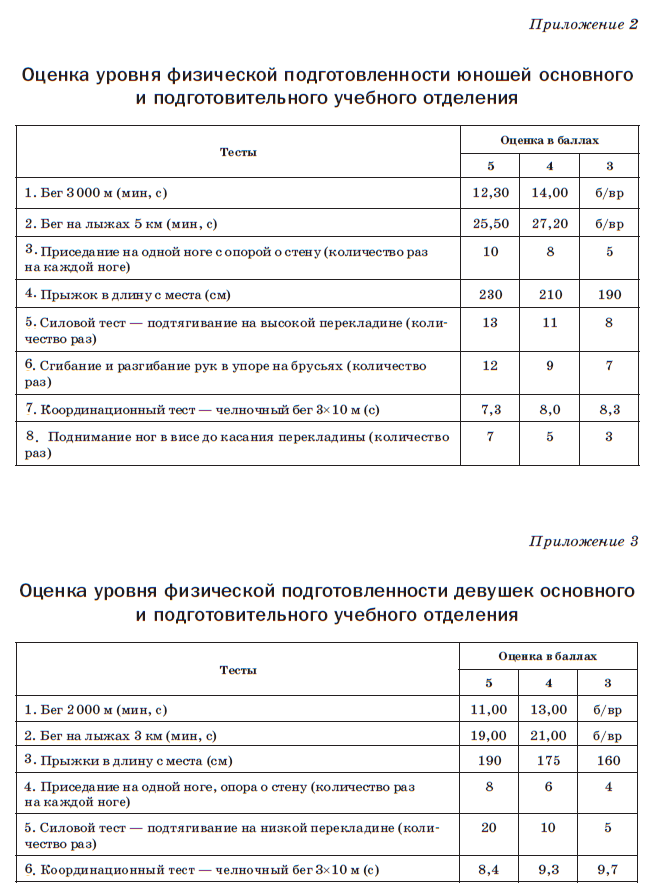 Приложение 2
Оценка уровня физической подготовленности юношей основного
и подготовительного учебного отделения
Тесты
Оценка в баллах
5 4 3
1. Бег 3 000 м (мин, с) 12,30 14,00 б/вр
2. Бег на лыжах 5 км (мин, с) 25,50 27,20 б/вр
3. Приседание на одной ноге с опорой о стену (количество раз 10 8 5
на каждой ноге)
4. Прыжок в длину с места (см) 230 210 190
5. Силовой тест — подтягивание на высокой перекладине (коли- 13 11 8
чество раз)
6. Сгибание и разгибание рук в упоре на брусьях (количество 12 9 7
раз)
7. Координационный тест — челночный бег 3×10 м (с) 7,3 8,0 8,3
8. Поднимание ног в висе до касания перекладины (количество 7 5 3
раз)
Приложение 3
Оценка уровня физической подготовленности девушек основного
и подготовительного учебного отделения
Тесты
Оценка в баллах
5 4 3
1. Бег 2 000 м (мин, с) 11,00 13,00 б/вр
2. Бег на лыжах 3 км (мин, с) 19,00 21,00 б/вр
3. Прыжки в длину с места (см) 190 175 160
4. Приседание на одной ноге, опора о стену (количество раз 8 6 4
на каждой ноге)
5. Силовой тест — подтягивание на низкой перекладине (коли- 20 10 5
чество раз)
6. Координационный тест — челночный бег 3×10 м (с) 8,4 9,3 9,7